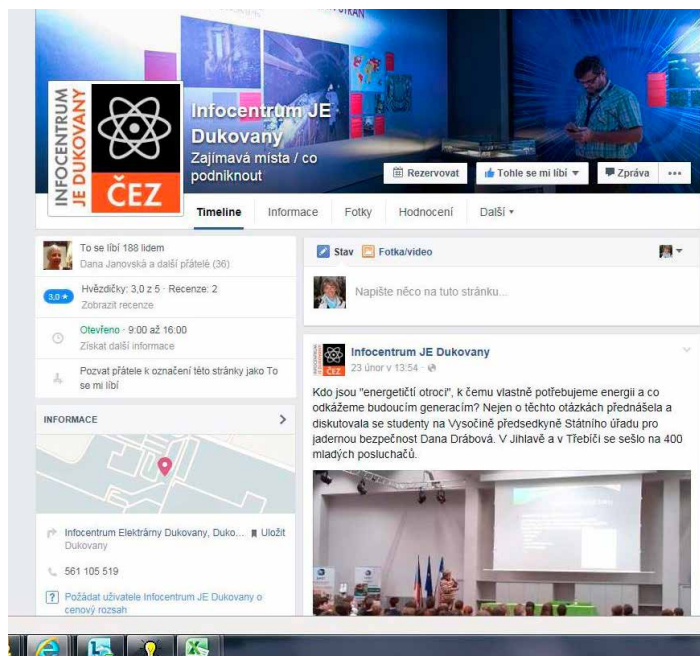 INFOCENTRUM
JE DUKOVANY
ČEZ
Infocentrum JE
Dukovany
Zajímavá místa / co
podniknout
Rezervovat
Tohle se mi líbí
Zpráva
Timeline
Informace
Fotky
Hodnocení
Další
To se líbí 188 lidem
Dana Janovská a další přátelé (36)
3,0 ★
Hvězdičky: 3,0 z 5 · Recenze: 2
Zobrazit recenze
Otevřeno · 9:00 až 16:00
Získat další informace
Pozvat přátele k označení této stránky jako To
se mi líbí
INFORMACE
Infocentrum Elektrárny Dukovany, Duko...
Uložit
Dukovany
561 105 519
? Požádat uživatele Infocentrum JE Dukovany o
cenový rozsah
Stav
Fotka/video
Napište něco na tuto stránku...
ČEZ
Infocentrum JE Dukovany
23 únor v 13:54 ·
Kdo jsou "energetičtí otroci", k čemu vlastně potřebujeme energii a co
odkážeme budoucím generacím? Nejen o těchto otázkách přednášela a
diskutovala se studenty na Vysočině předsedkyně Státního úřadu pro
jadernou bezpečnost Dana Drábová. V Jihlavě a v Třebíči se sešlo na 400
mladých posluchačů.